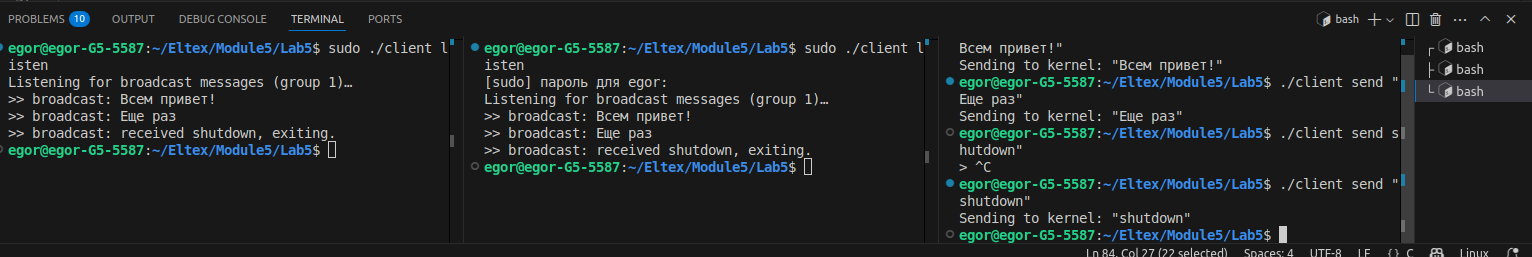 PROBLEMS 10 OUTPUT DEBUG CONSOLE TERMINAL PORTS bash
egor@egor-G5-5587:~/Eltex/Module5/Lab5$ sudo ./client l
isten
Listening for broadcast messages (group 1)…
>> broadcast: Всем привет!
>> broadcast: Еще раз
>> broadcast: received shutdown, exiting.
egor@egor-G5-5587:~/Eltex/Module5/Lab5$
egor@egor-G5-5587:~/Eltex/Module5/Lab5$ sudo ./client l
isten
[sudo] пароль для egor:
Listening for broadcast messages (group 1)…
>> broadcast: Всем привет!
>> broadcast: Еще раз
>> broadcast: received shutdown, exiting.
egor@egor-G5-5587:~/Eltex/Module5/Lab5$
Всем привет!"
Sending to kernel: "Всем привет!"
egor@egor-G5-5587:~/Eltex/Module5/Lab5$ ./client send "
Еще раз"
Sending to kernel: "Еще раз"
egor@egor-G5-5587:~/Eltex/Module5/Lab5$ ./client send s
hutdown"
> ^C
egor@egor-G5-5587:~/Eltex/Module5/Lab5$ ./client send "
shutdown"
Sending to kernel: "shutdown"
egor@egor-G5-5587:~/Eltex/Module5/Lab5$
bash
bash
bash
Ln 84, Col 27 (22 selected) Spaces: 4 UTF-8 LF {} C Linux